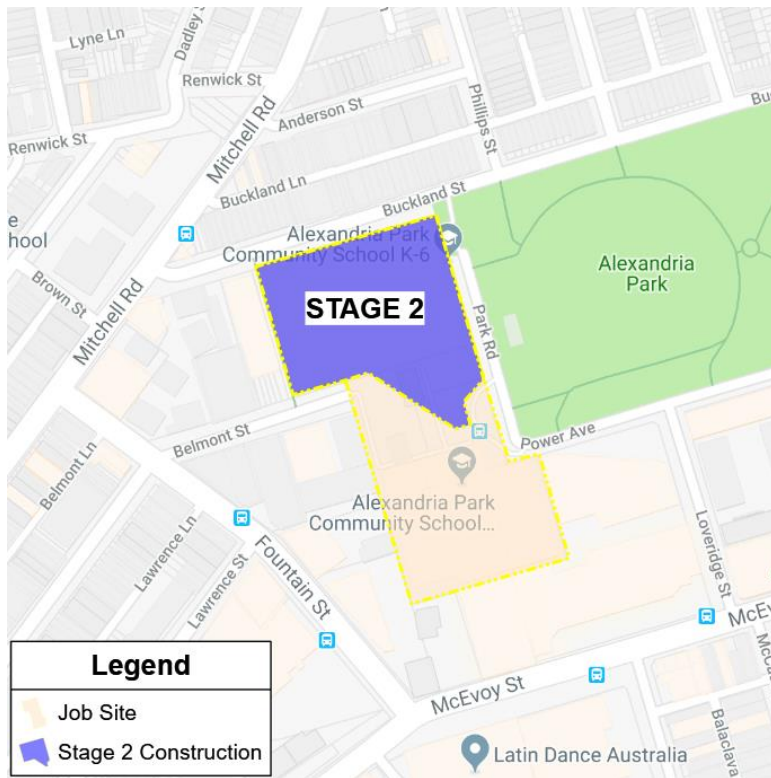 Lyne Ln
Dadley S
Renwick St
Renwick St
Mitchell Rd
Anderson St
Phillips St
Bu
Buckland Ln
Buckland St
e
hool
Alexandria Park
Community School K-6
Alexandria
Park
Brown St
Mitchell Rd
STAGE 2
Park Rd
Belmont St
Power Ave
Belmont Ln
Alexandria Park
Community School...
Lawrence Ln
Lawrence St
Fountain St
Loveridge St
McEv
McEvoy St
McCa
Balaclava
Legend
Job Site
Stage 2 Construction
Latin Dance Australia